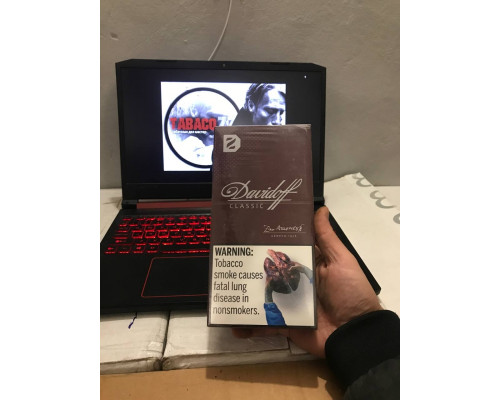 TABACO
Davidoff
CLASSIC
WARNING:
Tobacco
smoke causes
fatal lung
disease in
nonsmokers.